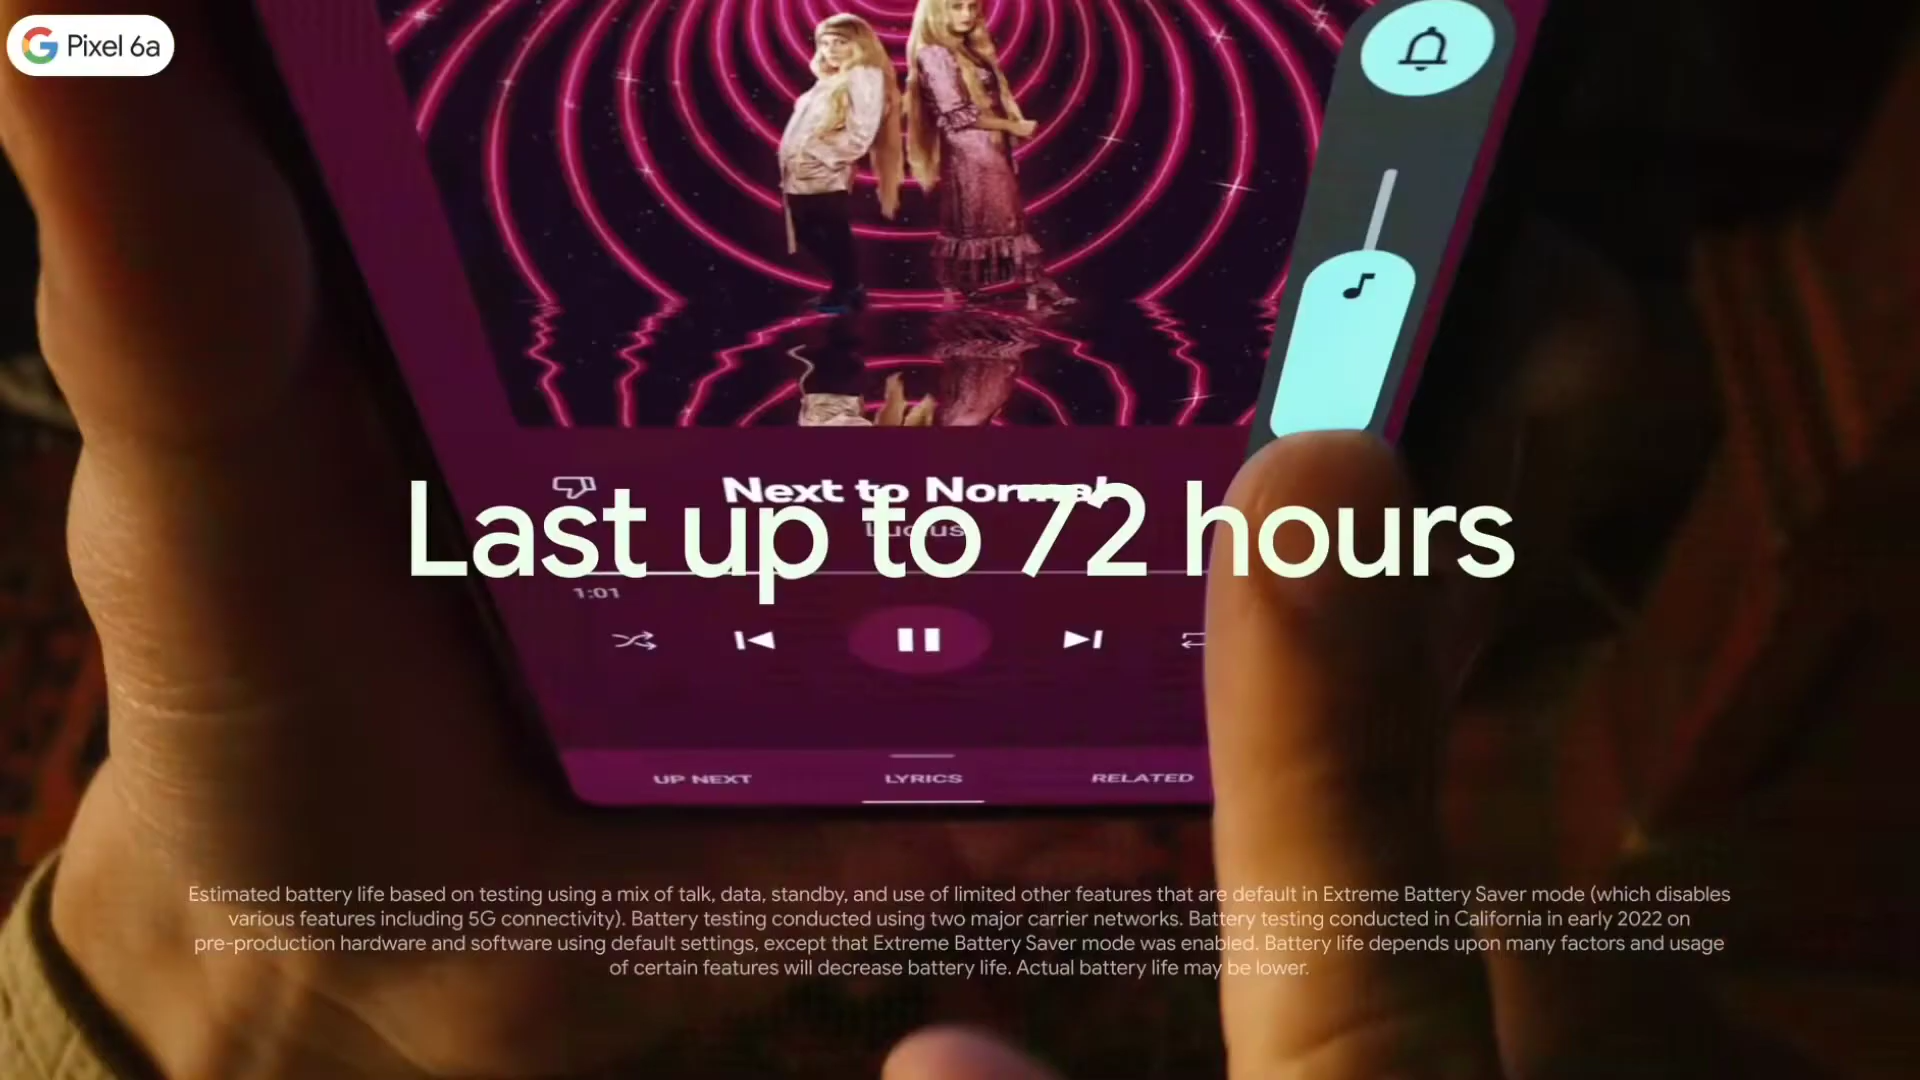 Pixel 6a
Next to Normal
Last up to 72 hours
Lucius
1:01
UP NEXT
LYRICS
RELATED
Estimated battery life based on testing using a mix of talk, data, standby, and use of limited other features that are default in Extreme Battery Saver mode (which disables
various features including 5G connectivity). Battery testing conducted using two major carrier networks. Battery testing conducted in California in early 2022 on
pre-production hardware and software using default settings, except that Extreme Battery Saver mode was enabled. Battery life depends upon many factors and usage
of certain features will decrease battery life. Actual battery life may be lower.